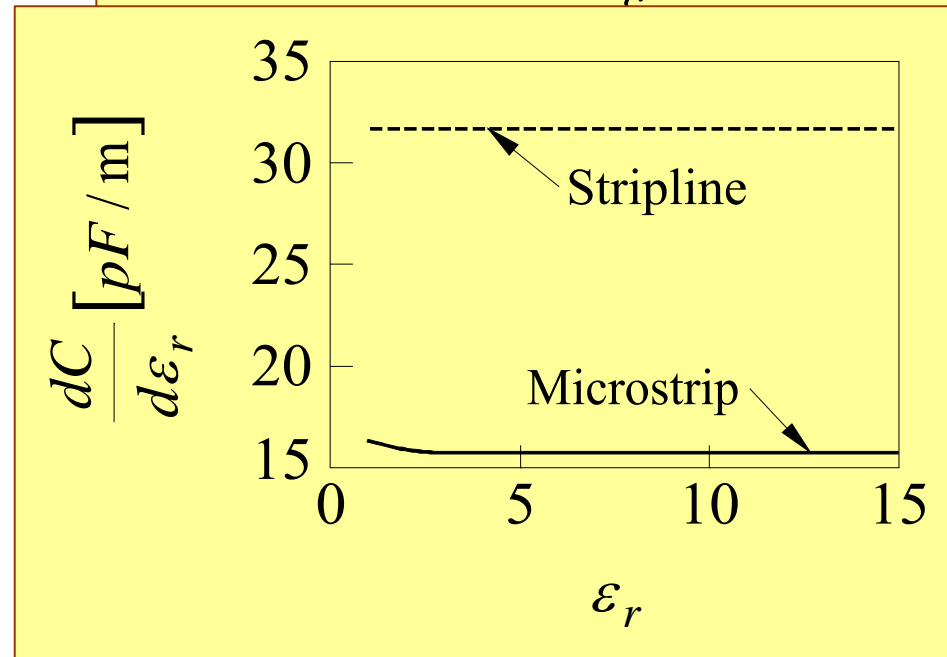 35
30
25
20
15
0 5 10 15
dC
dε_r
[pF / m]
Stripline
Microstrip
ε_r